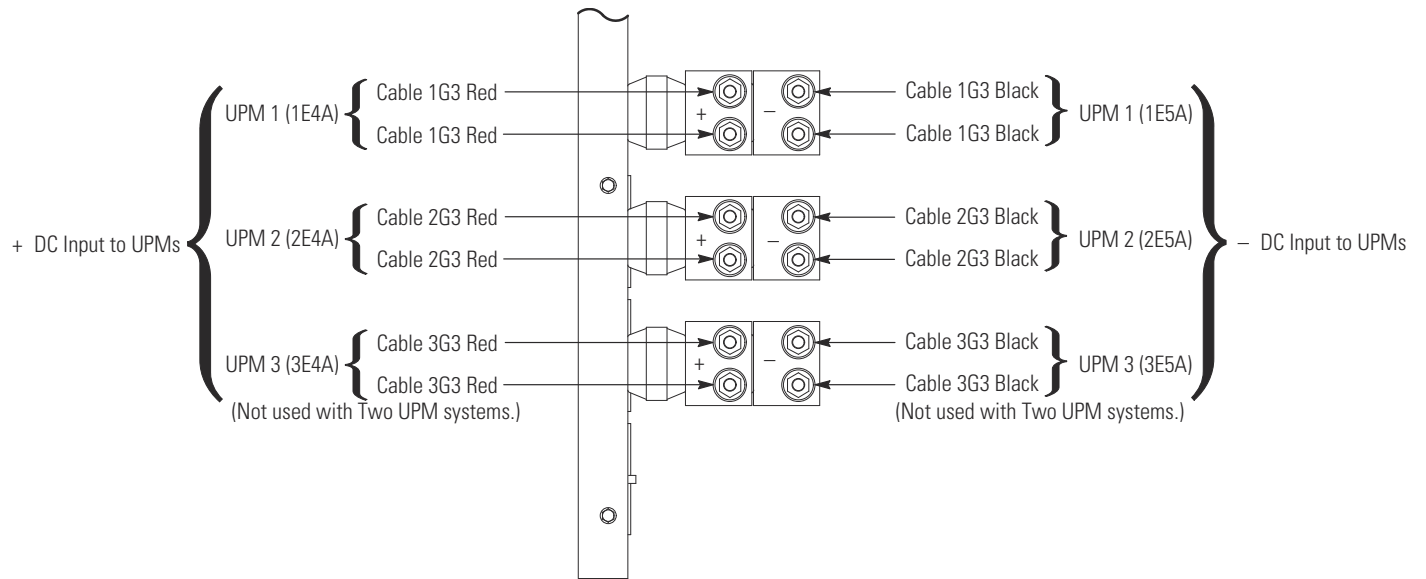 Cable 1G3 Red
Cable 1G3 Black
UPM 1 (1E4A)
+ –
UPM 1 (1E5A)
Cable 1G3 Red
Cable 1G3 Black
Cable 2G3 Red
Cable 2G3 Black
+ DC Input to UPMs
UPM 2 (2E4A)
+ –
UPM 2 (2E5A)
– DC Input to UPMs
Cable 2G3 Red
Cable 2G3 Black
Cable 3G3 Red
Cable 3G3 Black
UPM 3 (3E4A)
+ –
UPM 3 (3E5A)
Cable 3G3 Red
Cable 3G3 Black
(Not used with Two UPM systems.)
(Not used with Two UPM systems.)